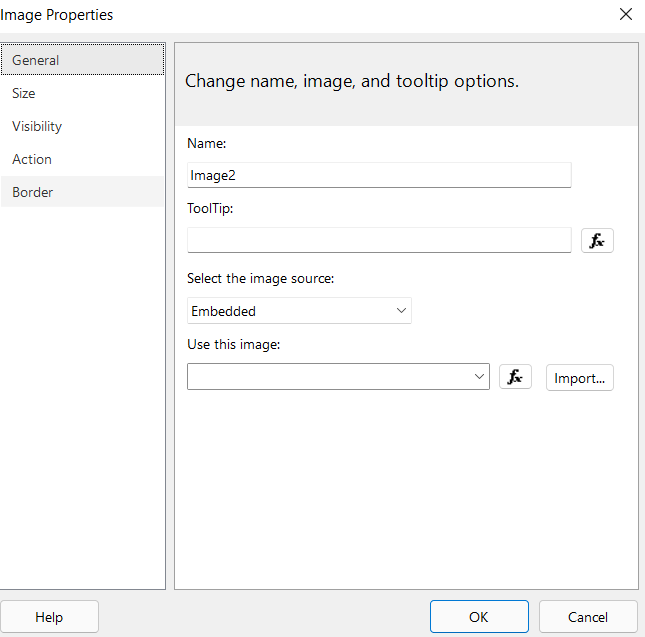 Image Properties
General
Size
Visibility
Action
Border
Change name, image, and tooltip options.
Name:
Image2
ToolTip:
fx
Select the image source:
Embedded
Use this image:
fx
Import...
Help
OK
Cancel